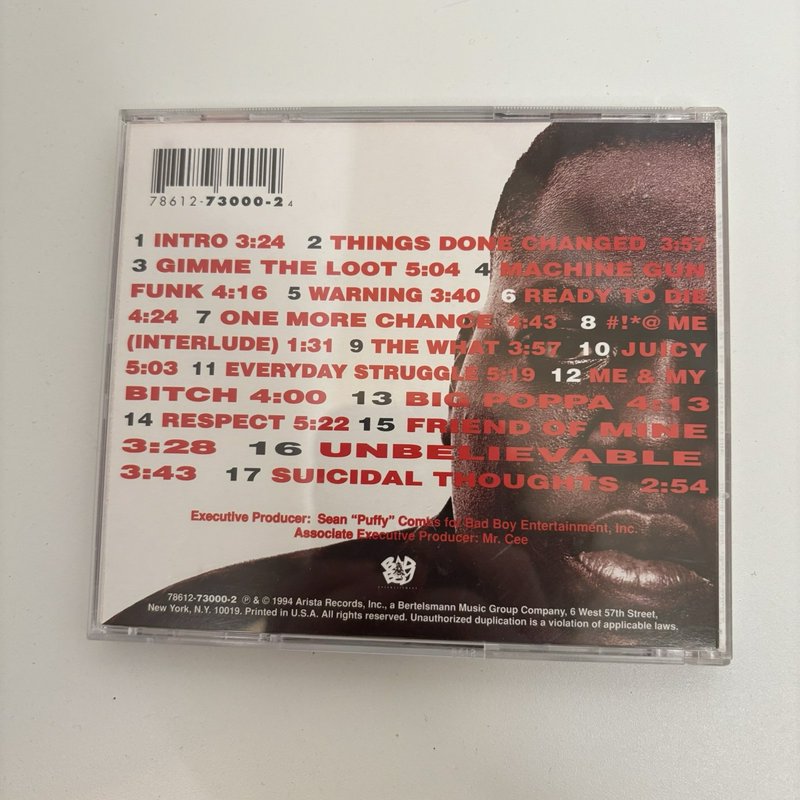 78612-73000-2 4
1 INTRO 3:24 2 THINGS DONE CHANGED 3:57
3 GIMME THE LOOT 5:04 4 MACHINE GUN
FUNK 4:16 5 WARNING 3:40 6 READY TO DIE
4:24 7 ONE MORE CHANCE 4:43 8 #!*@ ME
(INTERLUDE) 1:31 9 THE WHAT 3:57 10 JUICY
5:03 11 EVERYDAY STRUGGLE 5:19 12 ME & MY
BITCH 4:00 13 BIG POPPA 4:13
14 RESPECT 5:22 15 FRIEND OF MINE
3:28 16 UNBELIEVABLE
3:43 17 SUICIDAL THOUGHTS 2:54
Executive Producer: Sean "Puffy" Combs for Bad Boy Entertainment, Inc.
Associate Executive Producer: Mr. Cee
BAD BOY
78612-73000-2 ℗ & © 1994 Arista Records, Inc., a Bertelsmann Music Group Company, 6 West 57th Street,
New York, N.Y. 10019. Printed in U.S.A. All rights reserved. Unauthorized duplication is a violation of applicable laws.